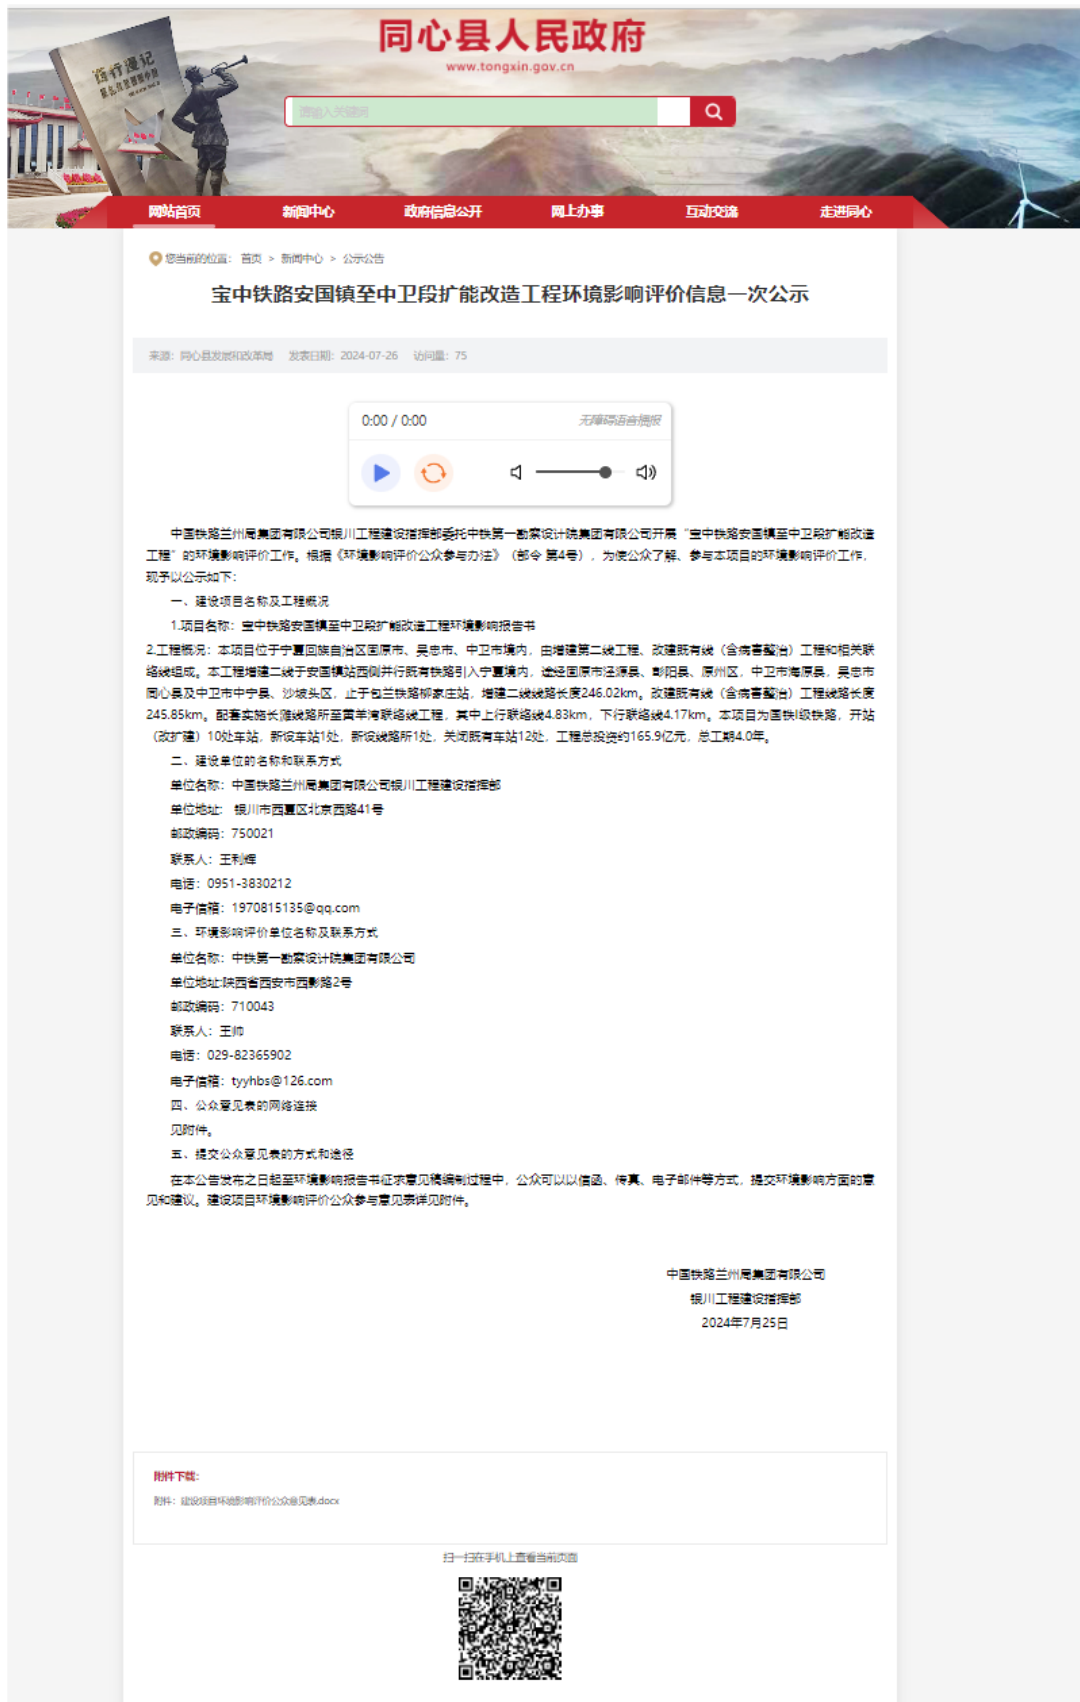 同心县人民政府
www.tongxin.gov.cn
请输入关键词
网站首页 新闻中心 政府信息公开 网上办事 互动交流 走进同心
您当前的位置： 首页 > 新闻中心 > 公示公告
宝中铁路安国镇至中卫段扩能改造工程环境影响评价信息一次公示
来源：同心县发展和改革局 发表日期：2024-07-26 访问量：75
0:00 / 0:00 无障碍语音播报
中国铁路兰州局集团有限公司银川工程建设指挥部委托中铁第一勘察设计院集团有限公司开展“宝中铁路安国镇至中卫段扩能改造
工程”的环境影响评价工作。根据《环境影响评价公众参与办法》（部令 第4号），为使公众了解、参与本项目的环境影响评价工作，
现予以公示如下：
一、建设项目名称及工程概况
1.项目名称：宝中铁路安国镇至中卫段扩能改造工程环境影响报告书
2.工程概况：本项目位于宁夏回族自治区固原市、吴忠市、中卫市境内，由增建第二线工程、改建既有线（含病害整治）工程和相关联
络线组成。本工程增建二线于安国镇站西侧并行既有铁路引入宁夏境内，途经固原市泾源县、彭阳县、原州区，中卫市海原县，吴忠市
同心县及中卫市中宁县、沙坡头区，止于包兰铁路柳家庄站，增建二线线路长度246.02km。改建既有线（含病害整治）工程线路长度
245.85km。配套实施长滩线路所至黄羊湾联络线工程，其中上行联络线4.83km，下行联络线4.17km。本项目为国铁Ⅰ级铁路，开站
（改扩建）10处车站，新设车站1处，新设线路所1处，关闭既有车站12处，工程总投资约165.9亿元，总工期4.0年。
二、建设单位的名称和联系方式
单位名称：中国铁路兰州局集团有限公司银川工程建设指挥部
单位地址： 银川市西夏区北京西路41号
邮政编码：750021
联系人：王利辉
电话：0951-3830212
电子信箱：1970815135@qq.com
三、环境影响评价单位名称及联系方式
单位名称：中铁第一勘察设计院集团有限公司
单位地址:陕西省西安市西影路2号
邮政编码：710043
联系人：王帅
电话：029-82365902
电子信箱：tyyhbs@126.com
四、公众意见表的网络连接
见附件。
五、提交公众意见表的方式和途径
在本公告发布之日起至环境影响报告书征求意见稿编制过程中，公众可以以信函、传真、电子邮件等方式，提交环境影响方面的意
见和建议。建设项目环境影响评价公众参与意见表详见附件。
中国铁路兰州局集团有限公司
银川工程建设指挥部
2024年7月25日
附件下载：
附件：建设项目环境影响评价公众意见表.docx
扫一扫在手机上查看当前页面